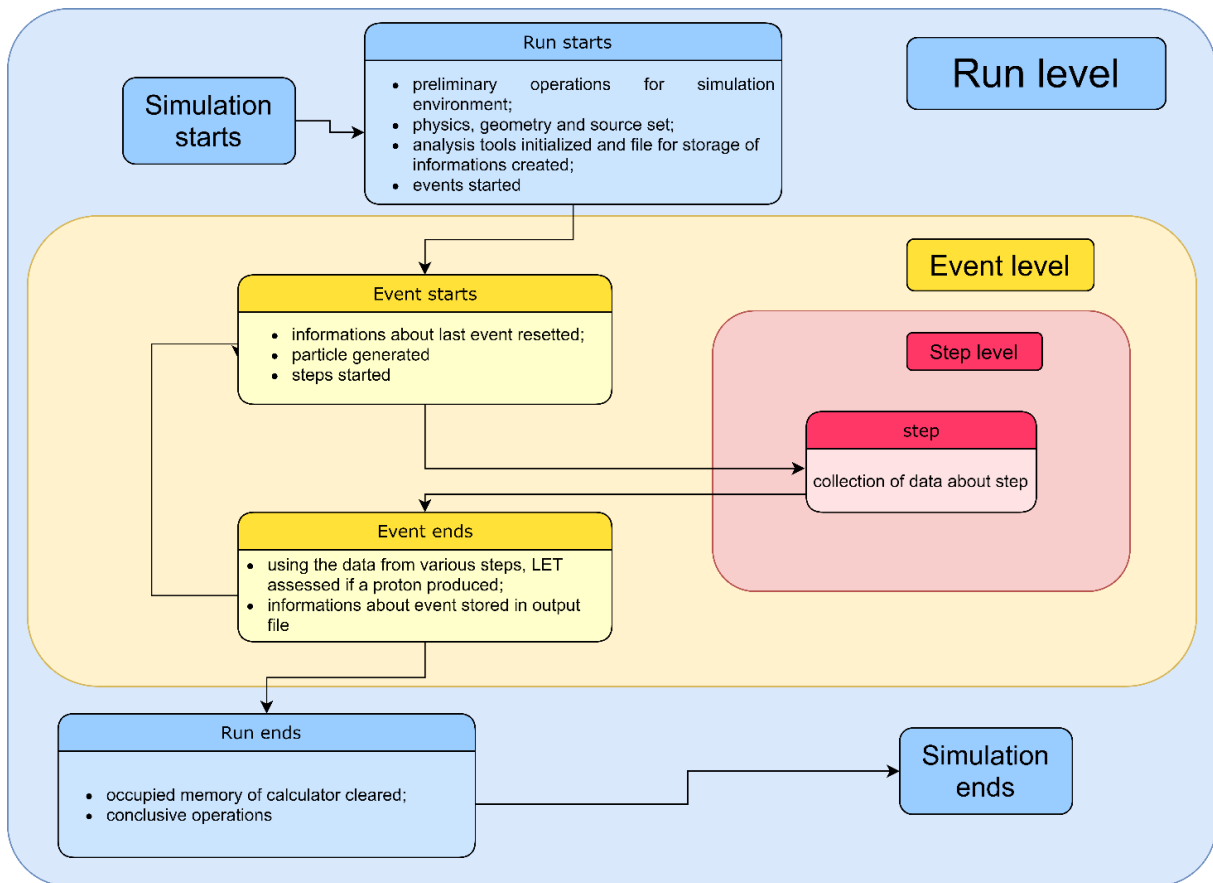 Run starts
Run level
Simulation
starts
• preliminary operations for simulation
environment;
• physics, geometry and source set;
• analysis tools initialized and file for storage of
informations created;
• events started
Event level
Event starts
• informations about last event resetted;
• particle generated
• steps started
Step level
step
collection of data about step
Event ends
• using the data from various steps, LET
assessed if a proton produced;
• informations about event stored in output
file
Run ends
• occupied memory of calculator cleared;
• conclusive operations
Simulation
ends